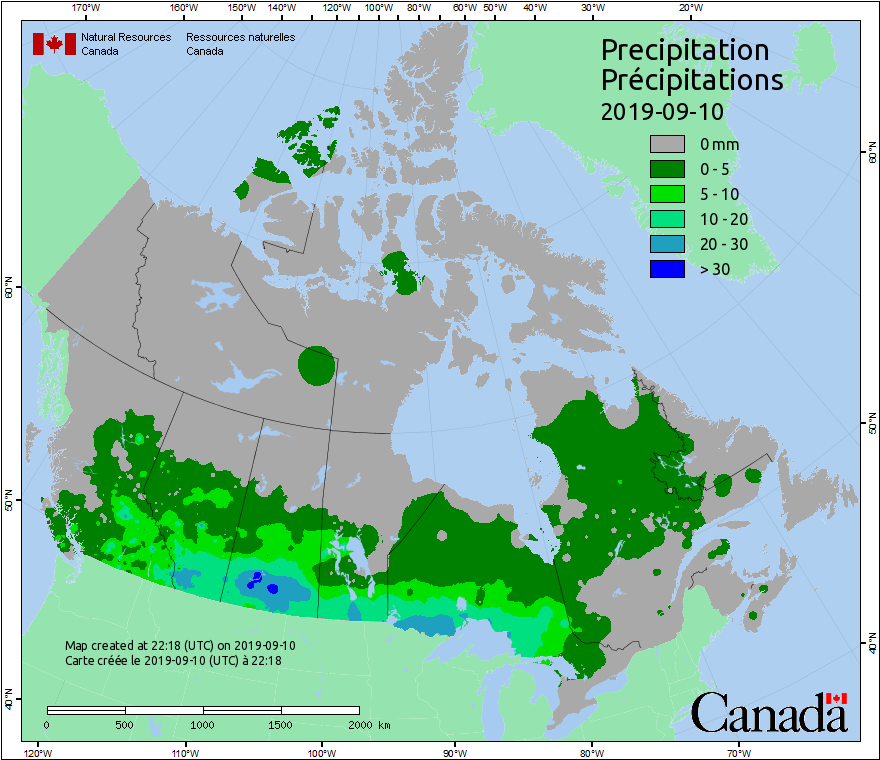 170°W 160°W 150°W 140°W 120°W 100°W 80°W 60°W 50°W 40°W 30°W 20°W
Natural Resources Canada
Ressources naturelles Canada
Precipitation
Précipitations
2019-09-10
0 mm
0 - 5
5 - 10
10 - 20
20 - 30
> 30
60°N
50°N
40°N
60°N
50°N
40°N
Map created at 22:18 (UTC) on 2019-09-10
Carte créée le 2019-09-10 (UTC) à 22:18
0 500 1000 1500 2000 km
Canada
120°W 110°W 100°W 90°W 80°W 70°W